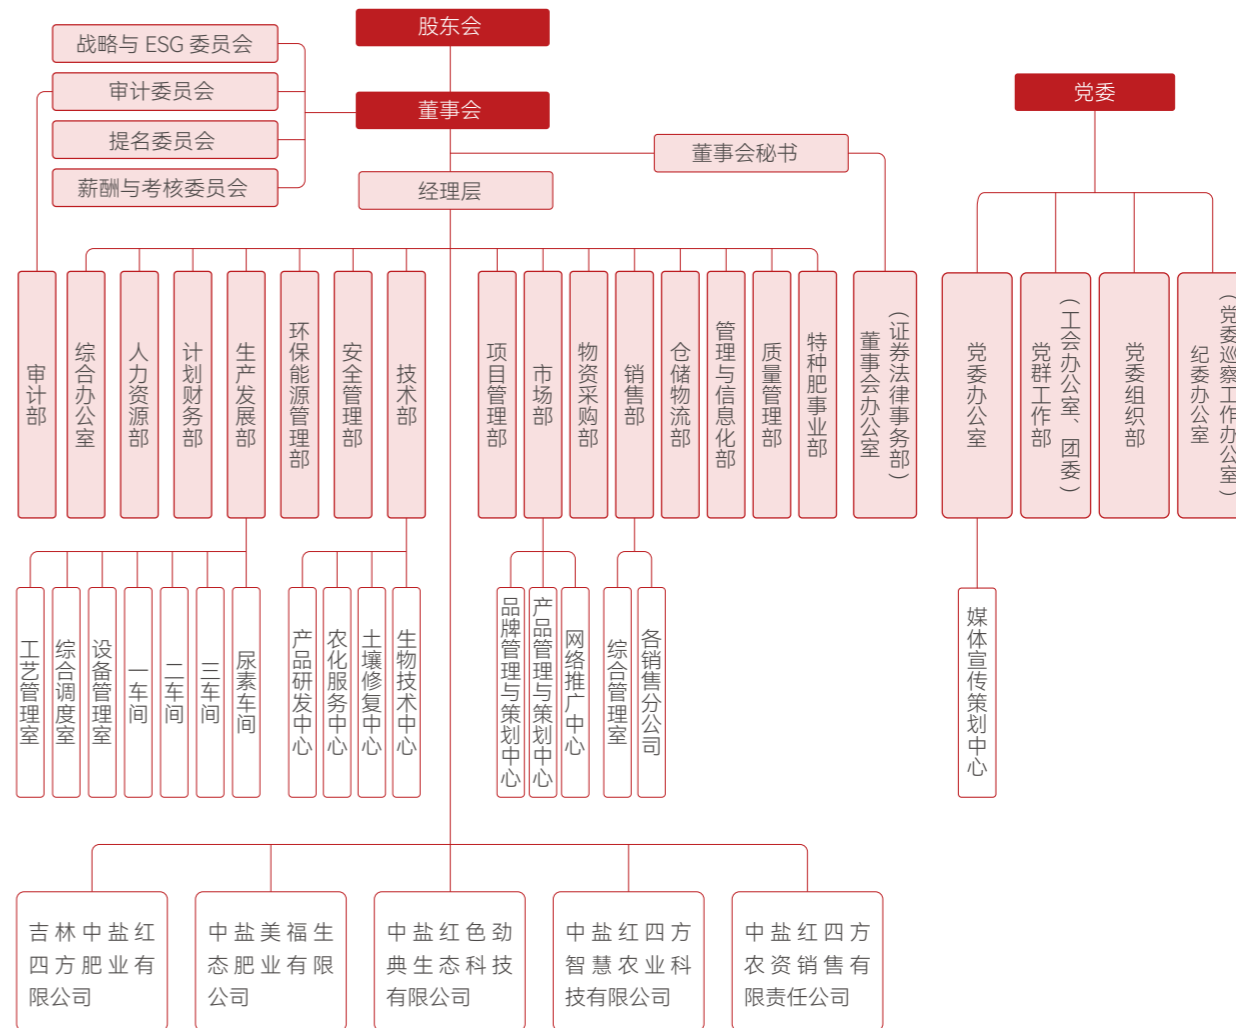 股东会
战略与 ESG 委员会
审计委员会
提名委员会
薪酬与考核委员会
董事会
党委
董事会秘书
经理层
审计部
综合办公室
人力资源部
计划财务部
生产发展部
环保能源管理部
安全管理部
技术部
项目管理部
市场部
物资采购部
销售部
仓储物流部
管理与信息化部
质量管理部
特种肥事业部
董事会办公室
(证券法律事务部)
党委办公室
党群工作部
(工会办公室、团委)
党委组织部
纪委办公室
(党委巡察工作办公室)
工艺管理室
综合调度室
设备管理室
一车间
二车间
三车间
尿素车间
产品研发中心
农化服务中心
土壤修复中心
生物技术中心
品牌管理与策划中心
产品管理与策划中心
网络推广中心
综合管理室
各销售分公司
媒体宣传策划中心
吉林中盐红
四方肥业有
限公司
中盐美福生
态肥业有限
公司
中盐红色劲
典生态科技
有限公司
中盐红四方
智慧农业科
技有限公司
中盐红四方
农资销售有
限责任公司